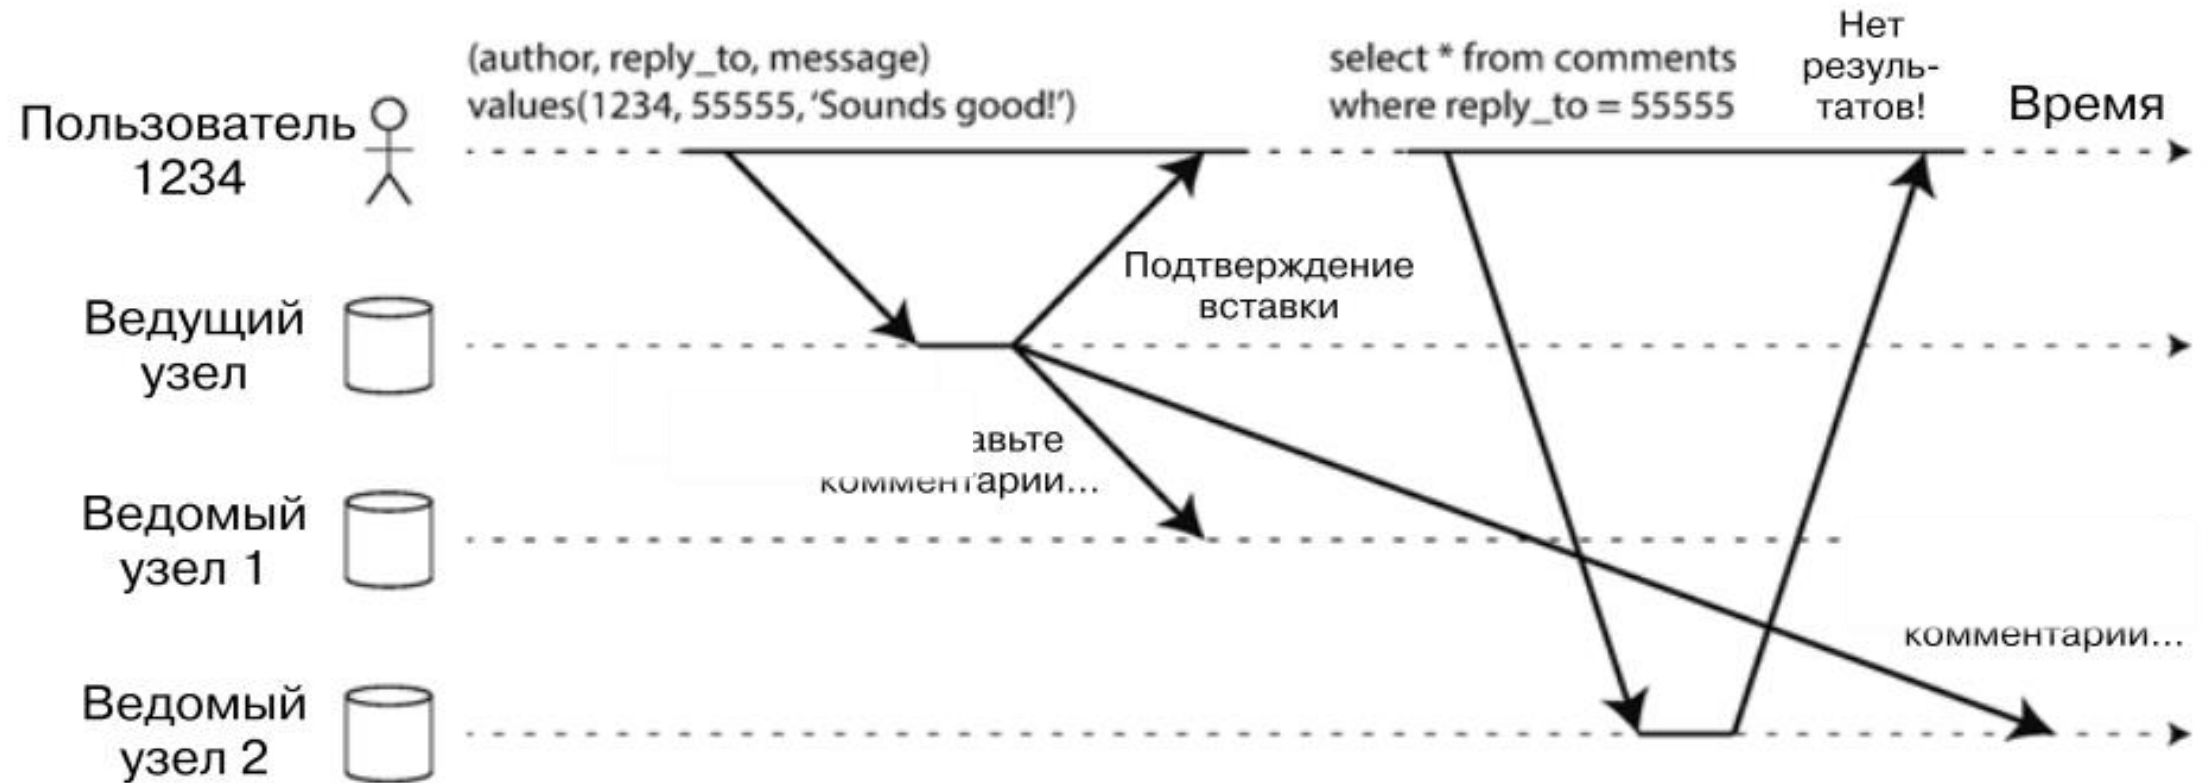 (author, reply_to, message)
values(1234, 55555, 'Sounds good!')
select * from comments
where reply_to = 55555
Нет
резуль-
татов!
Время
Пользователь
1234
Подтверждение
вставки
Ведущий
узел
авьте
комментарии...
Ведомый
узел 1
комментарии...
Ведомый
узел 2